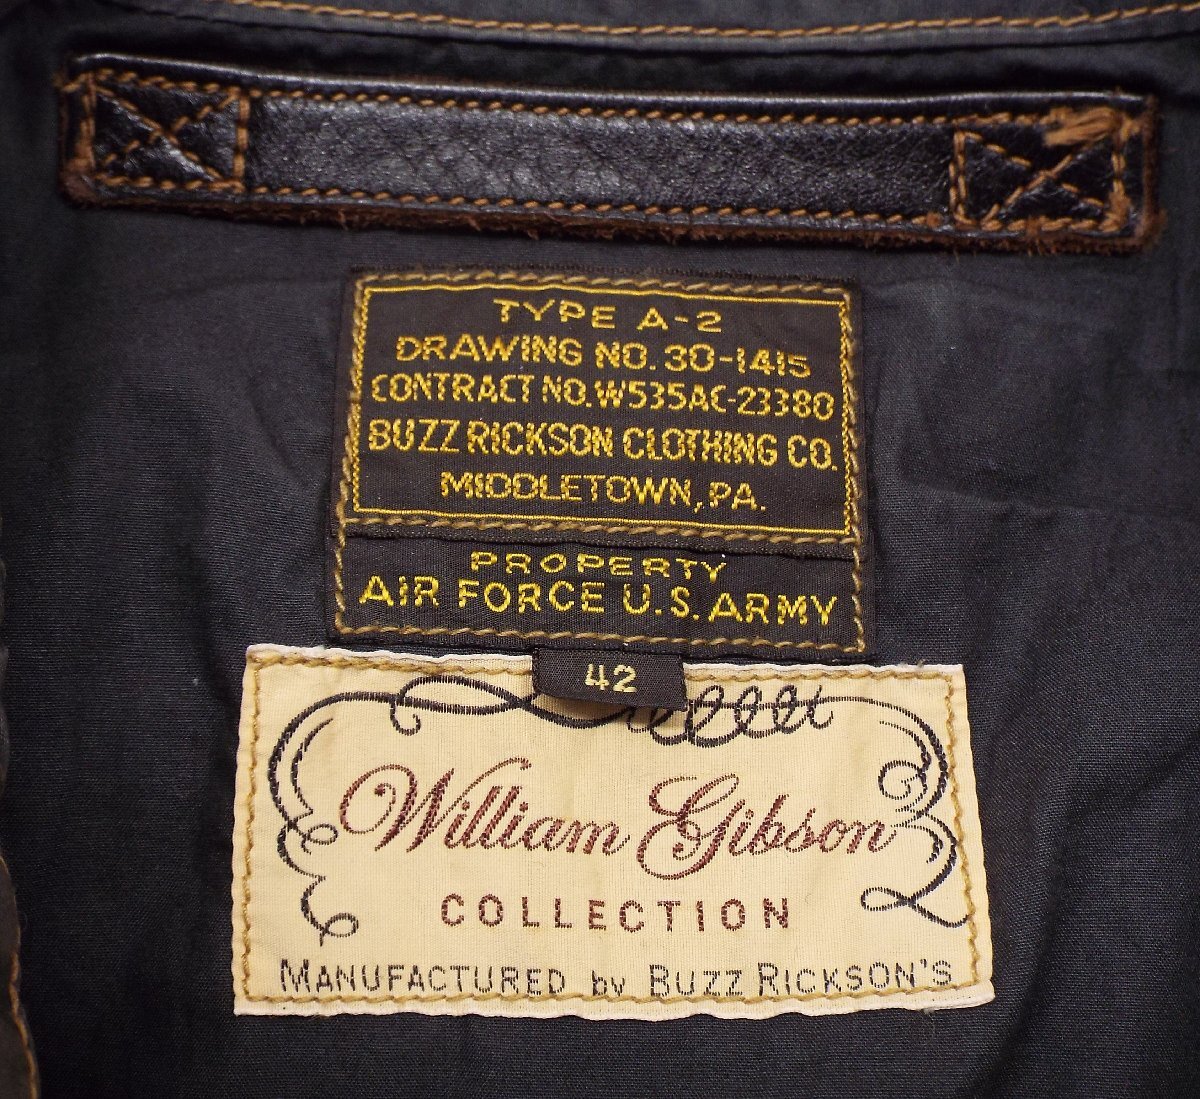 TYPE A-2
DRAWING NO. 30-1415
CONTRACT NO. W535AC-23380
BUZZ RICKSON CLOTHING CO.
MIDDLETOWN, PA.
PROPERTY
AIR FORCE U.S. ARMY
42
William Gibson
COLLECTION
MANUFACTURED by BUZZ RICKSON'S